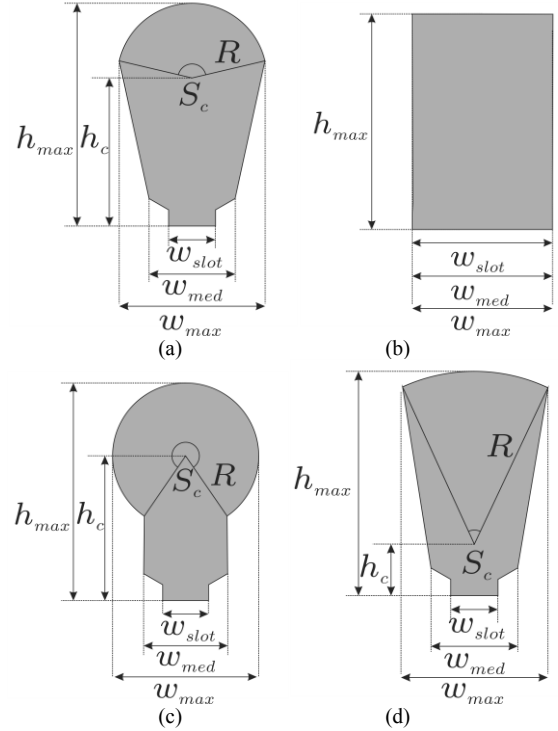 R
S_c
h_max
h_c
w_slot
w_med
w_max
(a)
h_max
w_slot
w_med
w_max
(b)
S_c
R
h_max
h_c
w_slot
w_med
w_max
(c)
R
h_max
S_c
h_c
w_slot
w_med
w_max
(d)